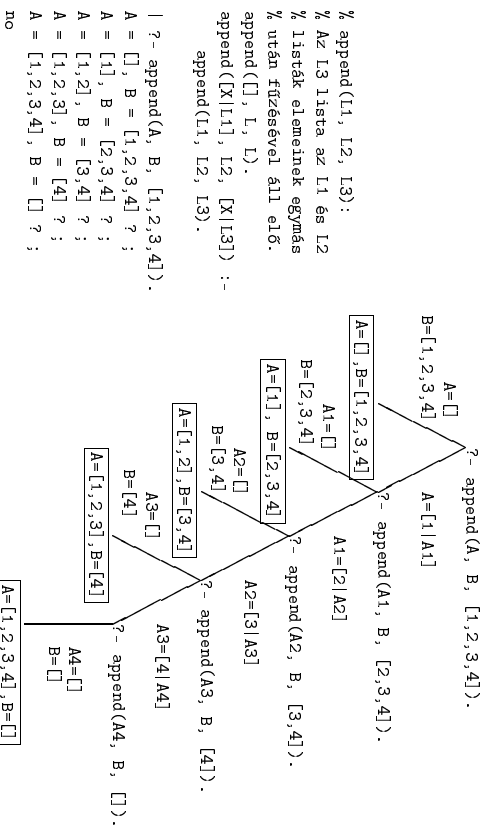 % append(L1, L2, L3):
% Az L3 lista az L1 és L2
% listák elemeinek egymás
% után fűzésével áll elő.
append([], L, L).
append([X|L1], L2, [X|L3]) :-
append(L1, L2, L3).
| ?- append(A, B, [1,2,3,4]).
A = [], B = [1,2,3,4] ? ;
A = [1], B = [2,3,4] ? ;
A = [1,2], B = [3,4] ? ;
A = [1,2,3], B = [4] ? ;
A = [1,2,3,4], B = [] ? ;
no
?- append(A, B, [1,2,3,4]).
A=[]
B=[1,2,3,4]
A=[1|A1]
A=[],B=[1,2,3,4]
?- append(A1, B, [2,3,4]).
A1=[]
B=[2,3,4]
A1=[2|A2]
A=[1], B=[2,3,4]
?- append(A2, B, [3,4]).
A2=[]
B=[3,4]
A2=[3|A3]
A=[1,2],B=[3,4]
?- append(A3, B, [4]).
A3=[]
B=[4]
A3=[4|A4]
A=[1,2,3],B=[4]
?- append(A4, B, []).
A4=[]
B=[]
A=[1,2,3,4],B=[]